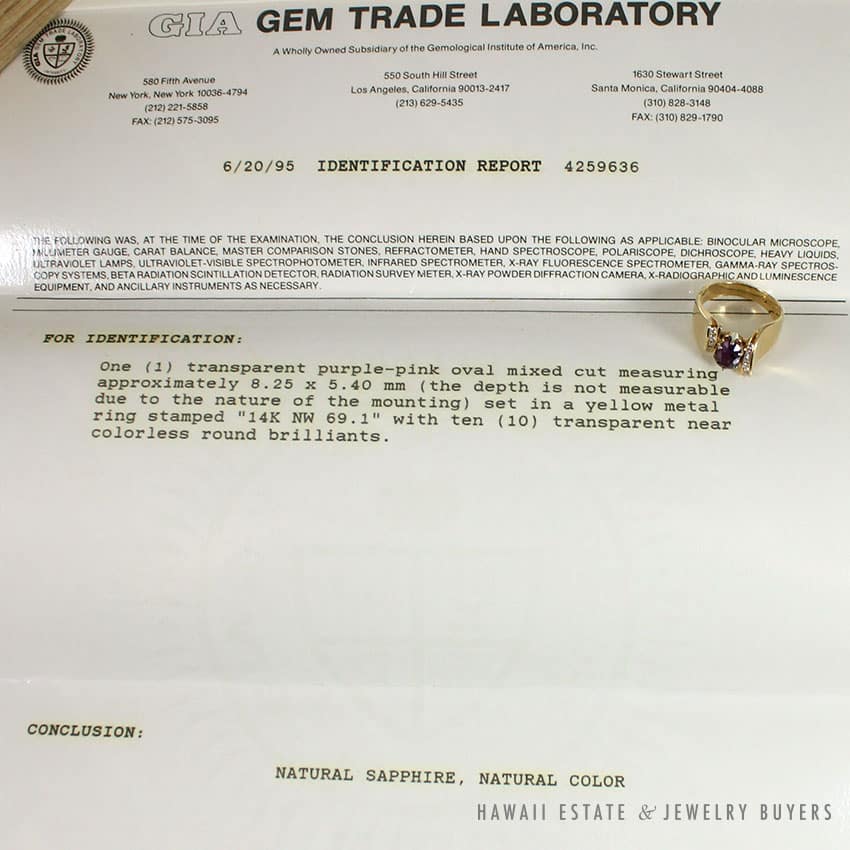 GIA GEM TRADE LABORATORY
A Wholly Owned Subsidiary of the Gemological Institute of America, Inc.
580 Fifth Avenue
New York, New York 10036-4794
(212) 221-5858
FAX: (212) 575-3095
550 South Hill Street
Los Angeles, California 90013-2417
(213) 629-5435
1630 Stewart Street
Santa Monica, California 90404-4088
(310) 828-3148
FAX: (310) 829-1790
6/20/95 IDENTIFICATION REPORT 4259636
THE FOLLOWING WAS, AT THE TIME OF THE EXAMINATION, THE CONCLUSION HEREIN BASED UPON THE FOLLOWING AS APPLICABLE: BINOCULAR MICROSCOPE,
MILLIMETER GAUGE, CARAT BALANCE, MASTER COMPARISON STONES, REFRACTOMETER, HAND SPECTROSCOPE, POLARISCOPE, DICHROSCOPE, HEAVY LIQUIDS,
ULTRAVIOLET LAMPS, ULTRAVIOLET-VISIBLE SPECTROPHOTOMETER, INFRARED SPECTROMETER, X-RAY FLUORESCENCE SPECTROMETER, GAMMA-RAY SPECTROS-
COPY SYSTEMS, BETA RADIATION SCINTILLATION DETECTOR, RADIATION SURVEY METER, X-RAY POWDER DIFFRACTION CAMERA, X-RADIOGRAPHIC AND LUMINESCENCE
EQUIPMENT, AND ANCILLARY INSTRUMENTS AS NECESSARY.
FOR IDENTIFICATION:
One (1) transparent purple-pink oval mixed cut measuring
approximately 8.25 x 5.40 mm (the depth is not measurable
due to the nature of the mounting) set in a yellow metal
ring stamped "14K NW 69.1" with ten (10) transparent near
colorless round brilliants.
CONCLUSION:
NATURAL SAPPHIRE, NATURAL COLOR
HAWAII ESTATE & JEWELRY BUYERS